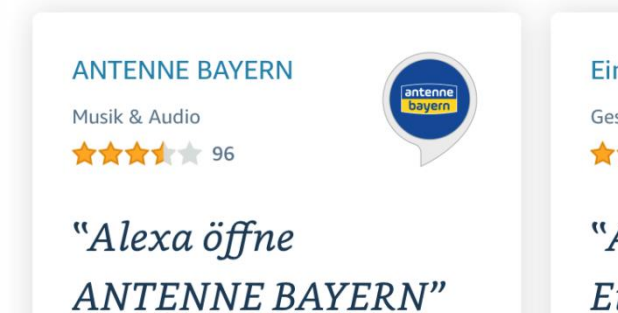 ANTENNE BAYERN
Musik & Audio
96
antenne
bayern
"Alexa öffne
ANTENNE BAYERN”